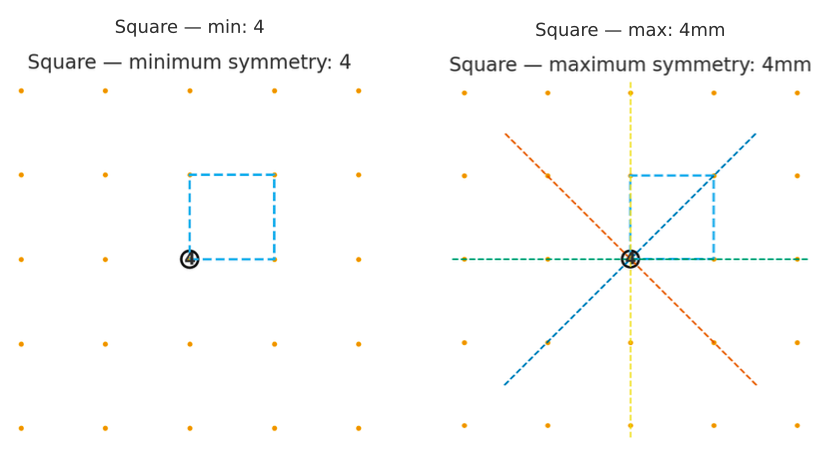 Square — min: 4
Square — minimum symmetry: 4
4
Square — max: 4mm
Square — maximum symmetry: 4mm
4